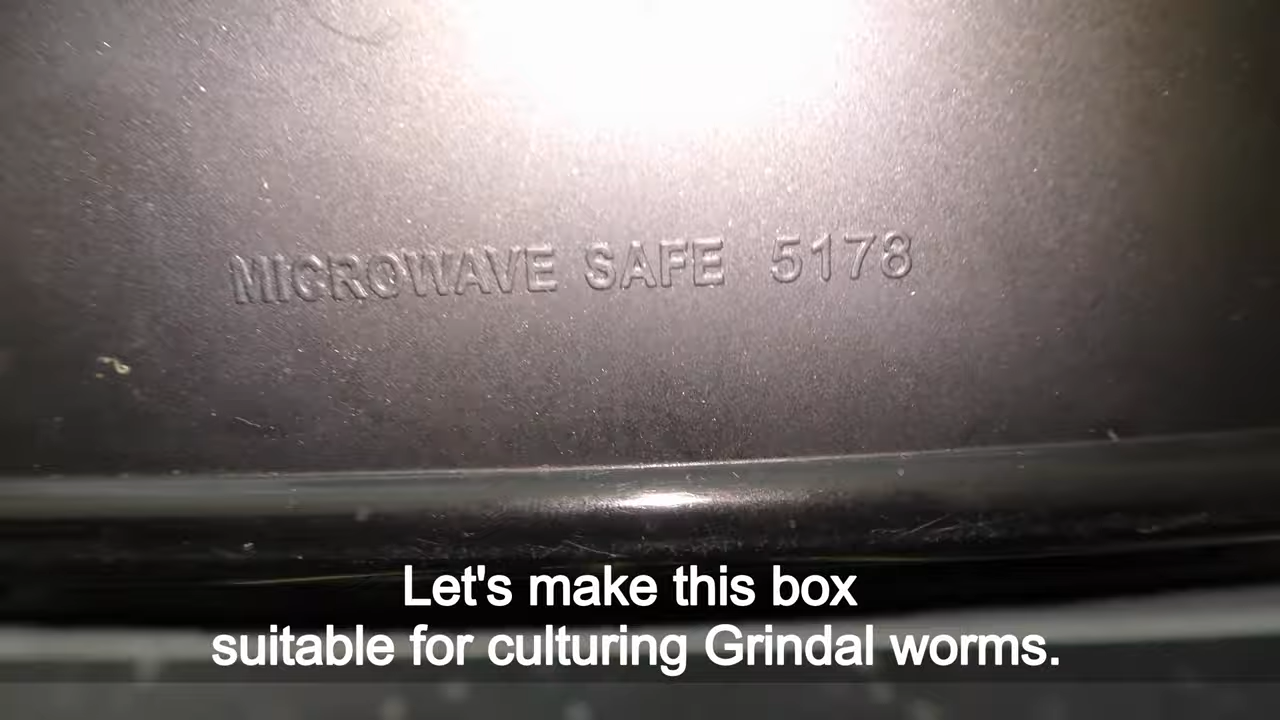 MICROWAVE SAFE 5178
Let's make this box
suitable for culturing Grindal worms.